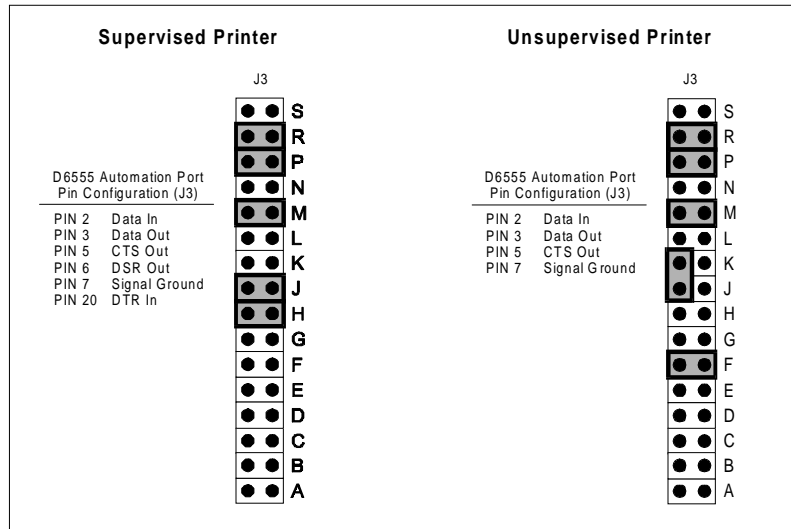 Supervised Printer
J3
S
R
P
N
M
L
K
J
H
G
F
E
D
C
B
A
D6555 Automation Port
Pin Configuration (J3)
PIN 2 Data In
PIN 3 Data Out
PIN 5 CTS Out
PIN 6 DSR Out
PIN 7 Signal Ground
PIN 20 DTR In
Unsupervised Printer
J3
S
R
P
N
M
L
K
J
H
G
F
E
D
C
B
A
D6555 Automation Port
Pin Configuration (J3)
PIN 2 Data In
PIN 3 Data Out
PIN 5 CTS Out
PIN 7 Signal Ground